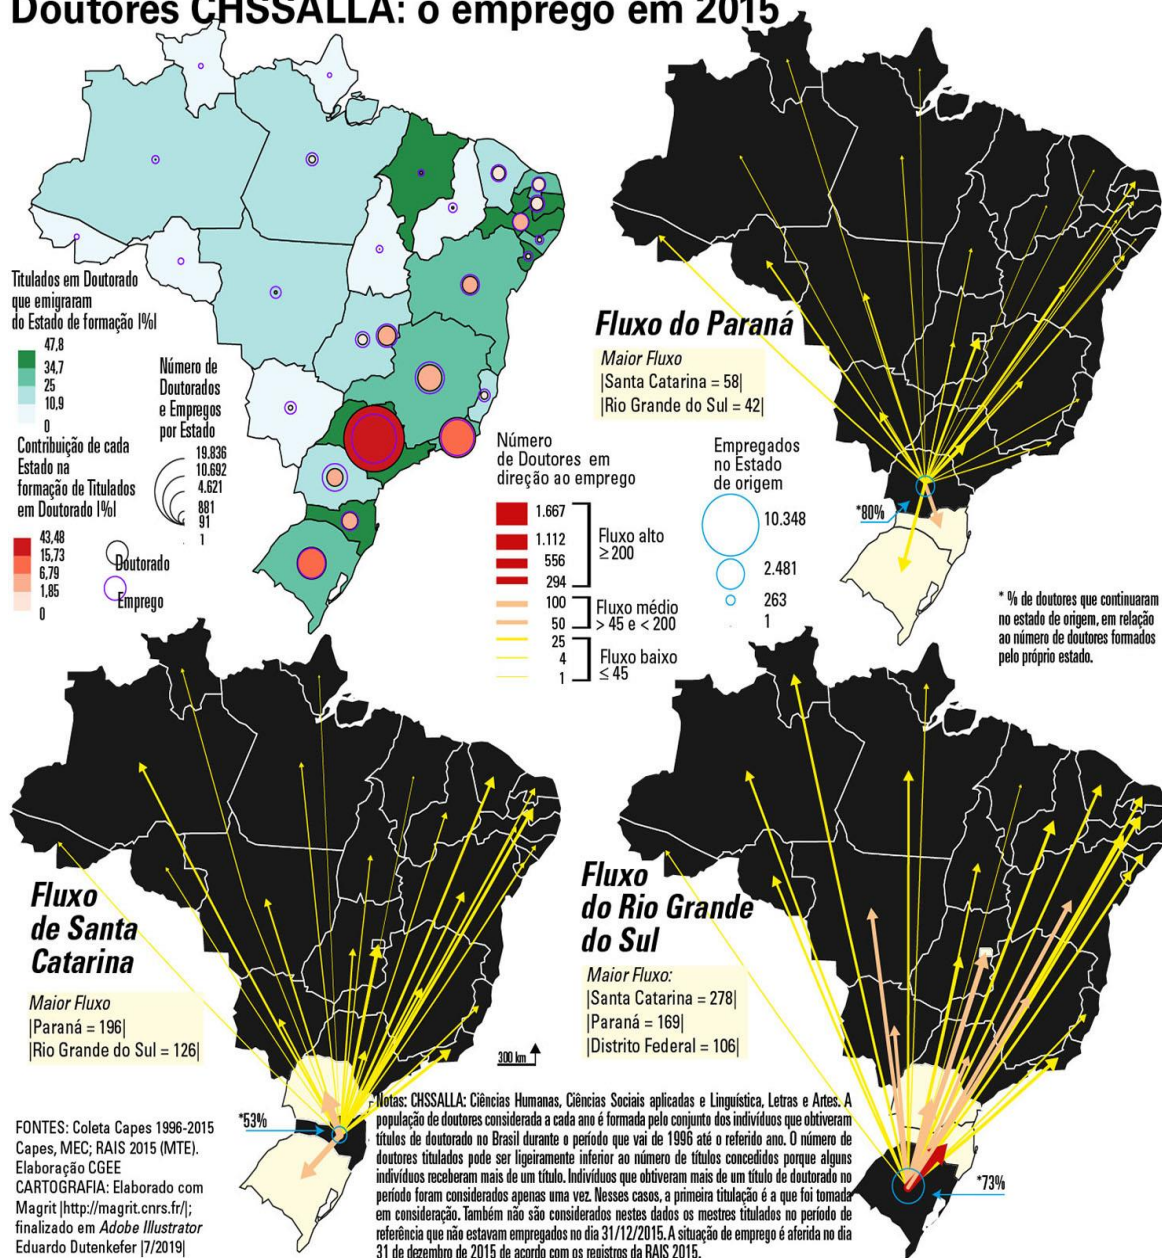 Doutores CHSSALLA: o emprego em 2015
Titulados em Doutorado
que emigraram
do Estado de formação |%|
47,8
34,7
25
10,9
0
Contribuição de cada
Estado na
formação de Titulados
em Doutorado |%|
43,48
15,73
6,79
1,85
0
Número de
Doutorados
e Empregos
por Estado
19.836
10.692
4.621
881
91
1
Doutorado
Emprego
Fluxo do Paraná
Maior Fluxo
|Santa Catarina = 58|
|Rio Grande do Sul = 42|
*80%
Número
de Doutores em
direção ao emprego
1.667
1.112
556
294
Fluxo alto
≥ 200
100
50
Fluxo médio
> 45 e < 200
25
4
1
Fluxo baixo
≤ 45
Empregados
no Estado
de origem
10.348
2.481
263
1
* % de doutores que continuaram
no estado de origem, em relação
ao número de doutores formados
pelo próprio estado.
Fluxo
de Santa
Catarina
Maior Fluxo
|Paraná = 196|
|Rio Grande do Sul = 126|
*53%
300 km
Fluxo
do Rio Grande
do Sul
Maior Fluxo:
|Santa Catarina = 278|
|Paraná = 169|
|Distrito Federal = 106|
*73%
FONTES: Coleta Capes 1996-2015
Capes, MEC; RAIS 2015 (MTE).
Elaboração CGEE
CARTOGRAFIA: Elaborado com
Magrit |http://magrit.cnrs.fr/|;
finalizado em Adobe Illustrator
Eduardo Dutenkefer |7/2019|
Notas: CHSSALLA: Ciências Humanas, Ciências Sociais aplicadas e Linguística, Letras e Artes. A
população de doutores considerada a cada ano é formada pelo conjunto dos indivíduos que obtiveram
títulos de doutorado no Brasil durante o período que vai de 1996 até o referido ano. O número de
doutores titulados pode ser ligeiramente inferior ao número de títulos concedidos porque alguns
indivíduos receberam mais de um título. Indivíduos que obtiveram mais de um título de doutorado no
período foram considerados apenas uma vez. Nesses casos, a primeira titulação é a que foi tomada
em consideração. Também não são considerados nestes dados os mestres titulados no período de
referência que não estavam empregados no dia 31/12/2015. A situação de emprego é aferida no dia
31 de dezembro de 2015 de acordo com os registros da RAIS 2015.